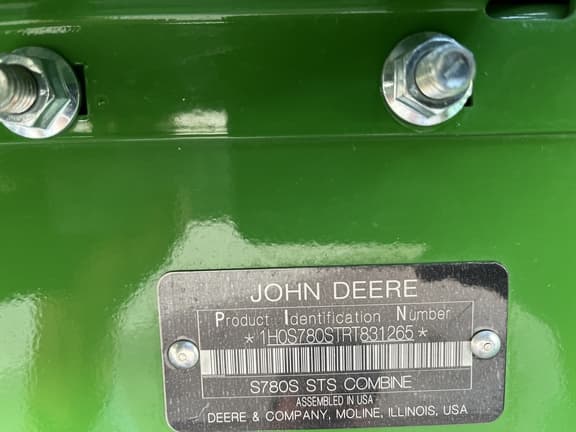 JOHN DEERE
Product Identification Number
*1H0S780STRT831265*
S780S STS COMBINE
ASSEMBLED IN USA
DEERE & COMPANY, MOLINE, ILLINOIS, USA